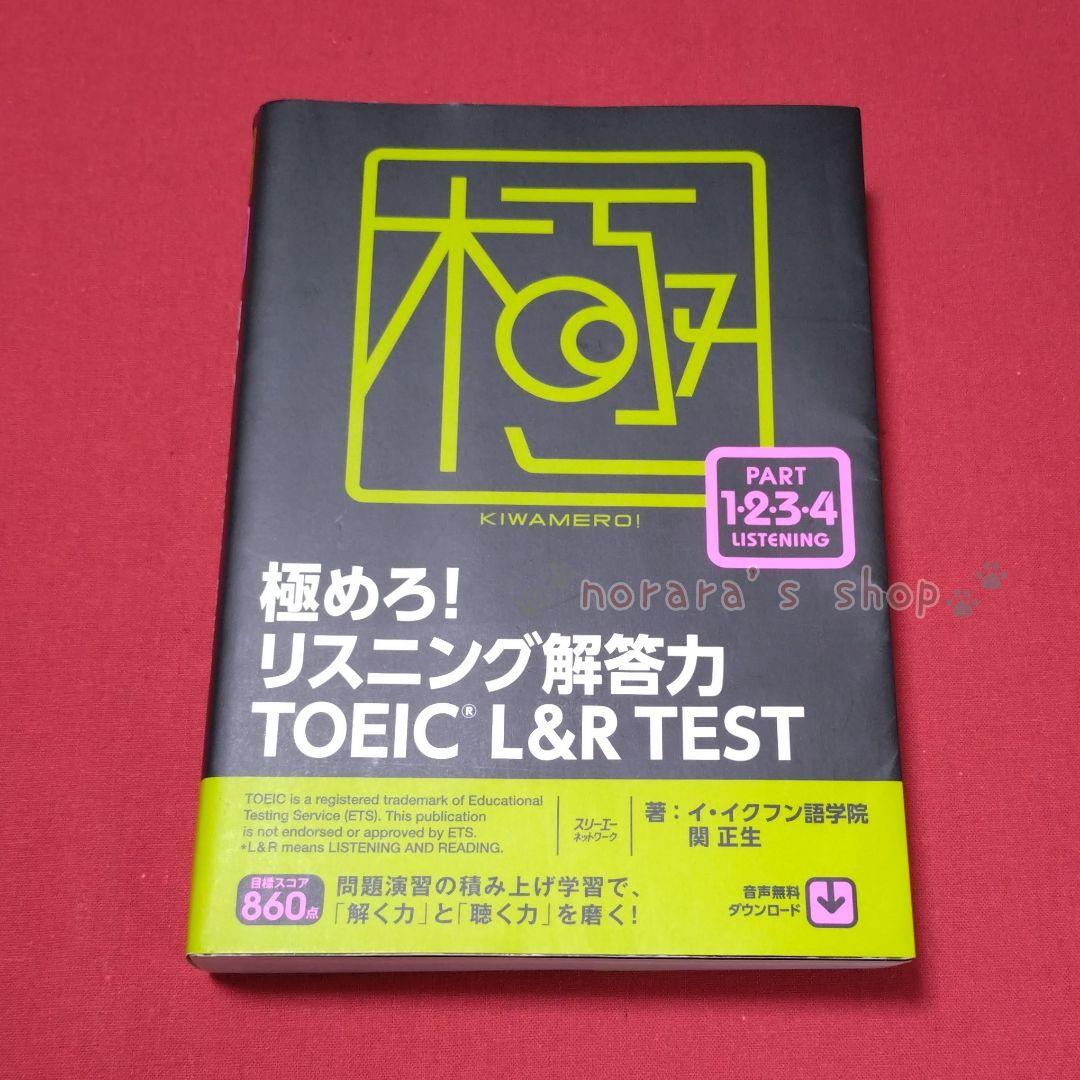 極
KIWAMERO!
PART
1・2・3・4
LISTENING
極めろ!
リスニング解答力
TOEIC® L&R TEST
norara's shop
TOEIC is a registered trademark of Educational
Testing Service (ETS). This publication
is not endorsed or approved by ETS.
*L&R means LISTENING AND READING.
スリーエー
ネットワーク
著：イ・イクフン語学院
関 正生
目標スコア
860点
問題演習の積み上げ学習で、
「解く力」と「聴く力」を磨く!
音声無料
ダウンロード